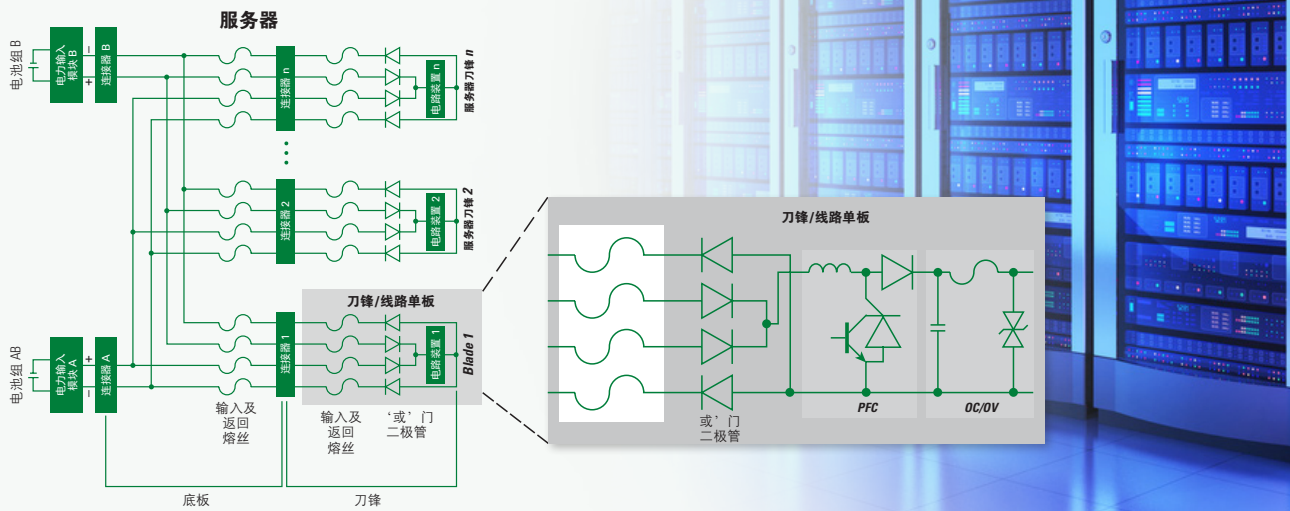 服务器
电池组 B
电力输入
模块 B
−
+
连接器 B
连接器 n
电路装置 n
服务器刀锋 n
连接器 2
电路装置 2
服务器刀锋 2
刀锋/线路单板
连接器 1
电路装置 1
Blade 1
电池组 AB
电力输入
模块 A
+
−
连接器 A
输入及
返回
熔丝
输入及
返回
熔丝
‘或’门
二极管
底板
刀锋
刀锋/线路单板
或’门
二极管
PFC
OC/OV